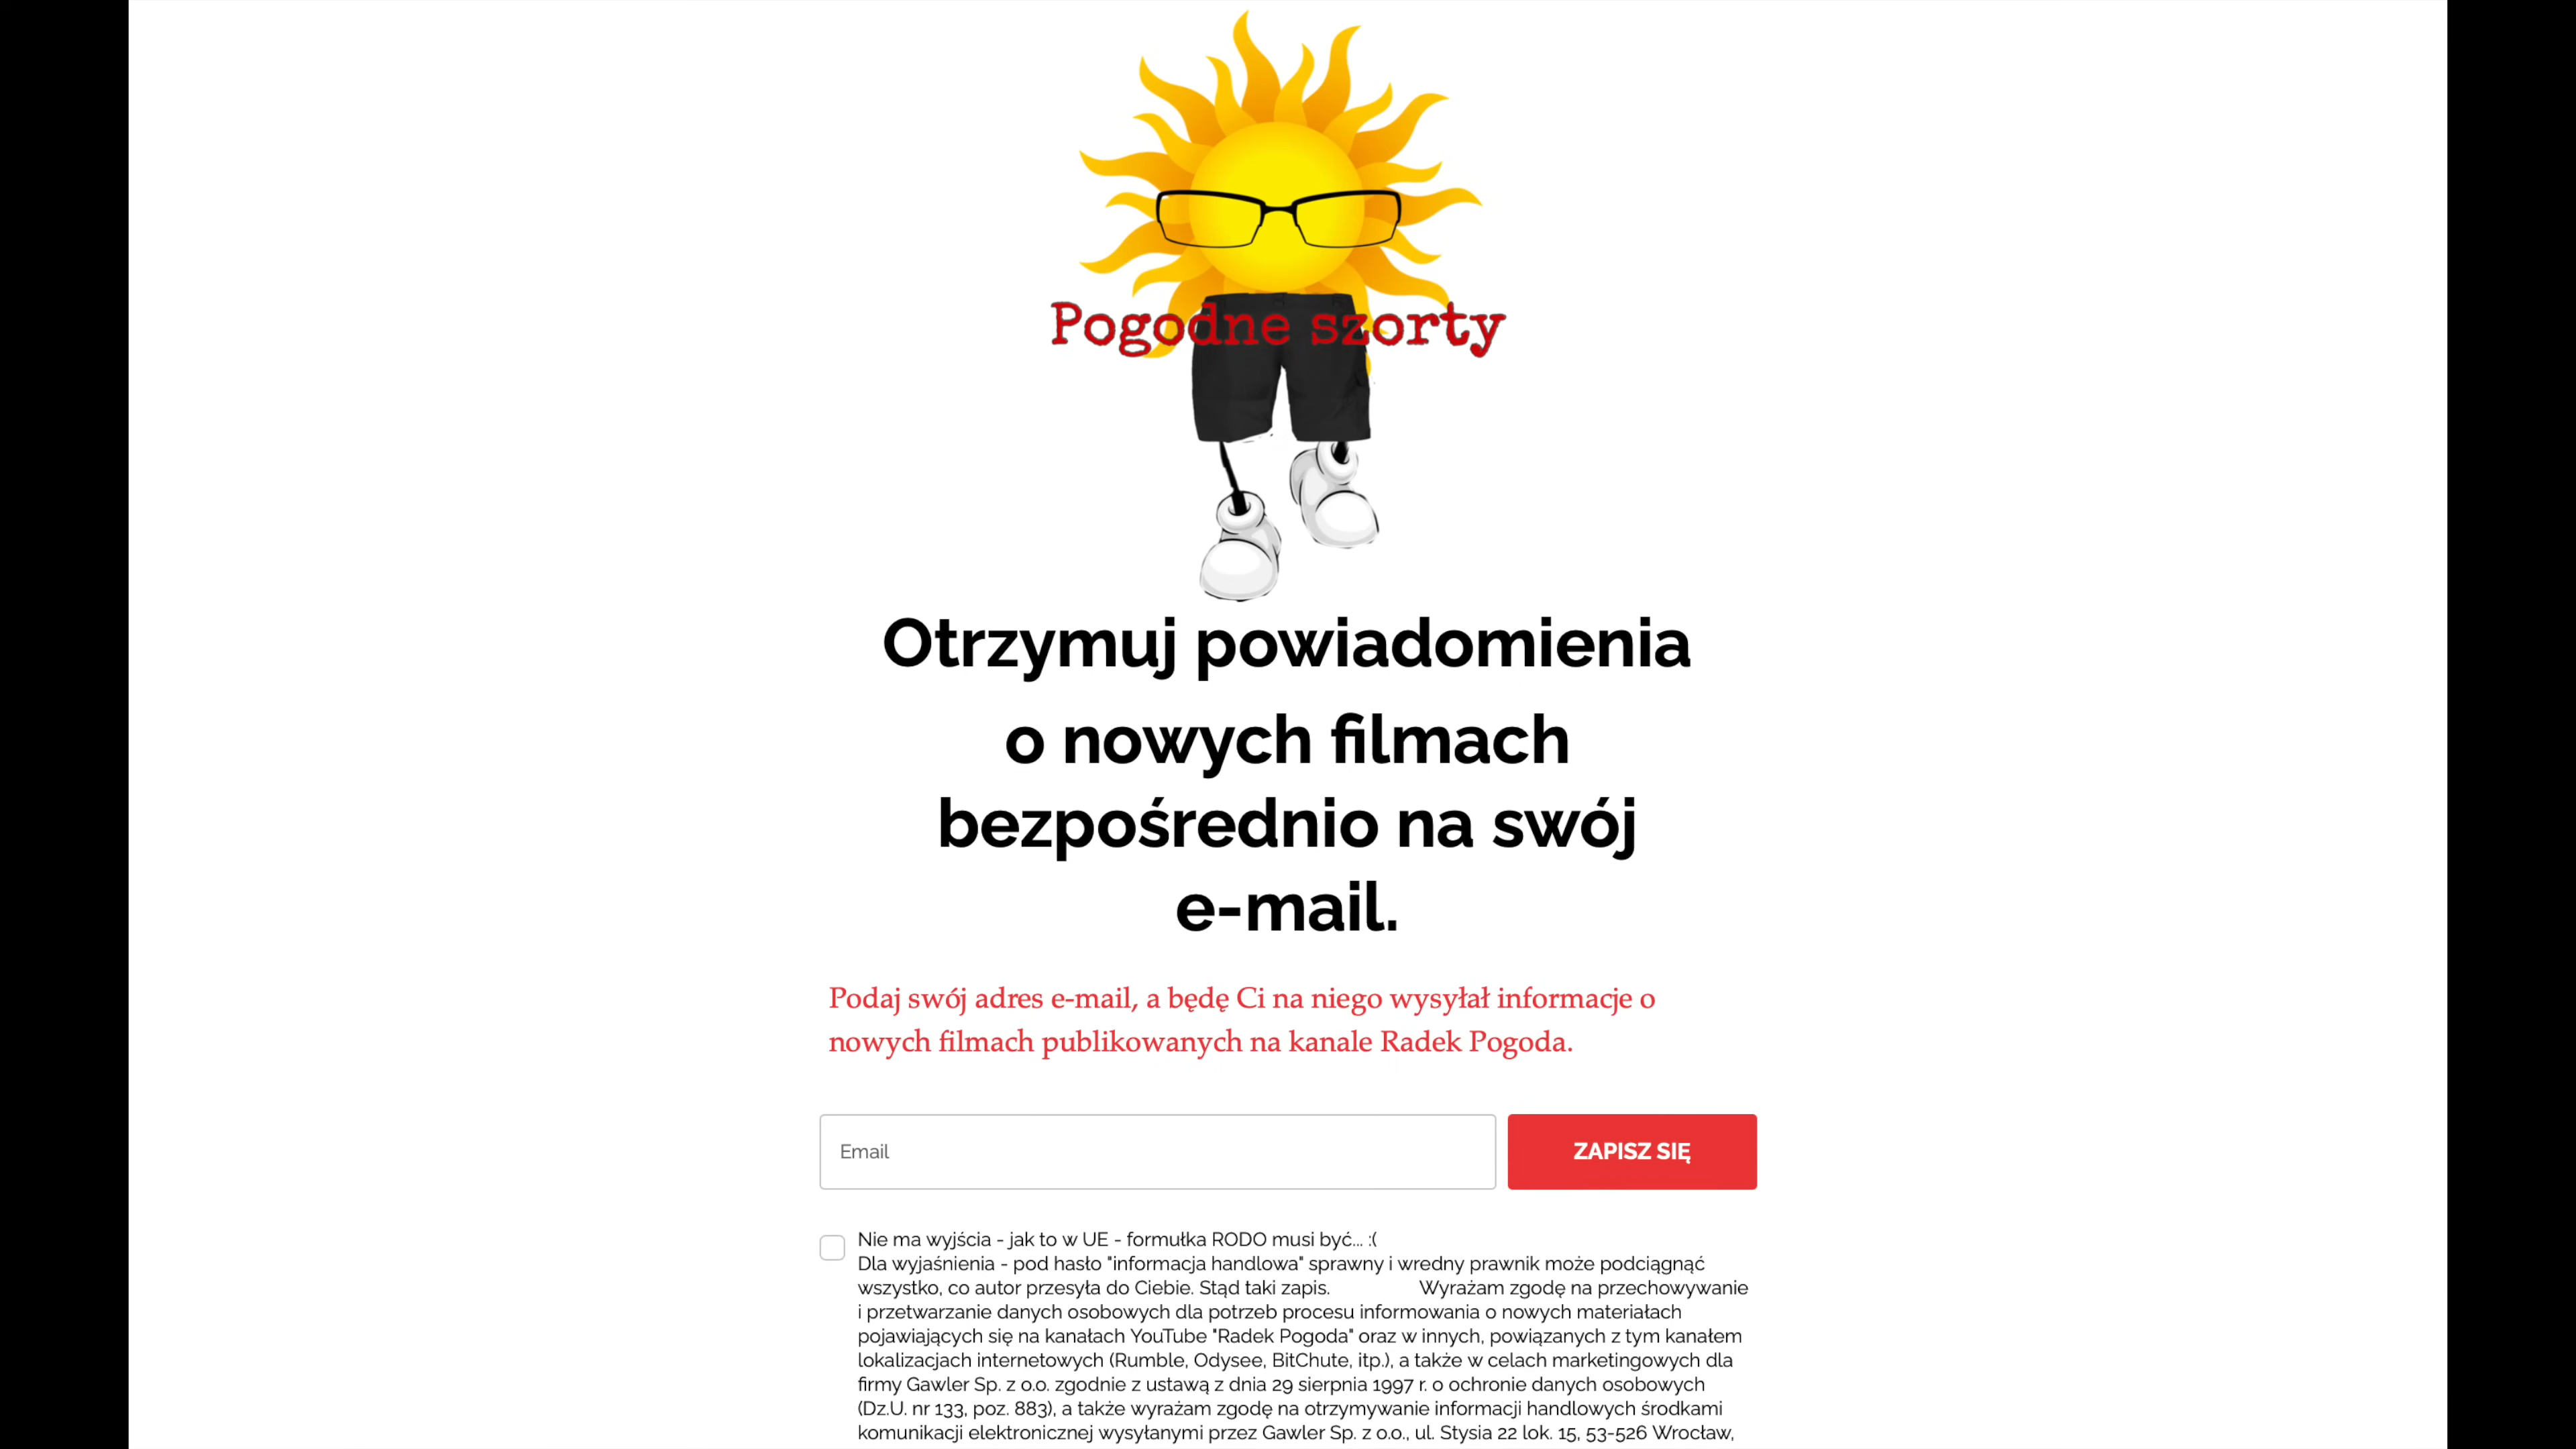 Pogodne szorty
Otrzymuj powiadomienia
o nowych filmach
bezpośrednio na swój
e-mail.
Podaj swój adres e-mail, a będę Ci na niego wysyłał informacje o
nowych filmach publikowanych na kanale Radek Pogoda.
Email
ZAPISZ SIĘ
Nie ma wyjścia - jak to w UE - formułka RODO musi być... :(
Dla wyjaśnienia - pod hasło "informacja handlowa" sprawny i wredny prawnik może podciągnąć
wszystko, co autor przesyła do Ciebie. Stąd taki zapis. Wyrażam zgodę na przechowywanie
i przetwarzanie danych osobowych dla potrzeb procesu informowania o nowych materiałach
pojawiających się na kanałach YouTube "Radek Pogoda" oraz w innych, powiązanych z tym kanałem
lokalizacjach internetowych (Rumble, Odysee, BitChute, itp.), a także w celach marketingowych dla
firmy Gawler Sp. z o.o. zgodnie z ustawą z dnia 29 sierpnia 1997 r. o ochronie danych osobowych
(Dz.U. nr 133, poz. 883), a także wyrażam zgodę na otrzymywanie informacji handlowych środkami
komunikacji elektronicznej wysyłanymi przez Gawler Sp. z o.o., ul. Stysia 22 lok. 15, 53-526 Wrocław,